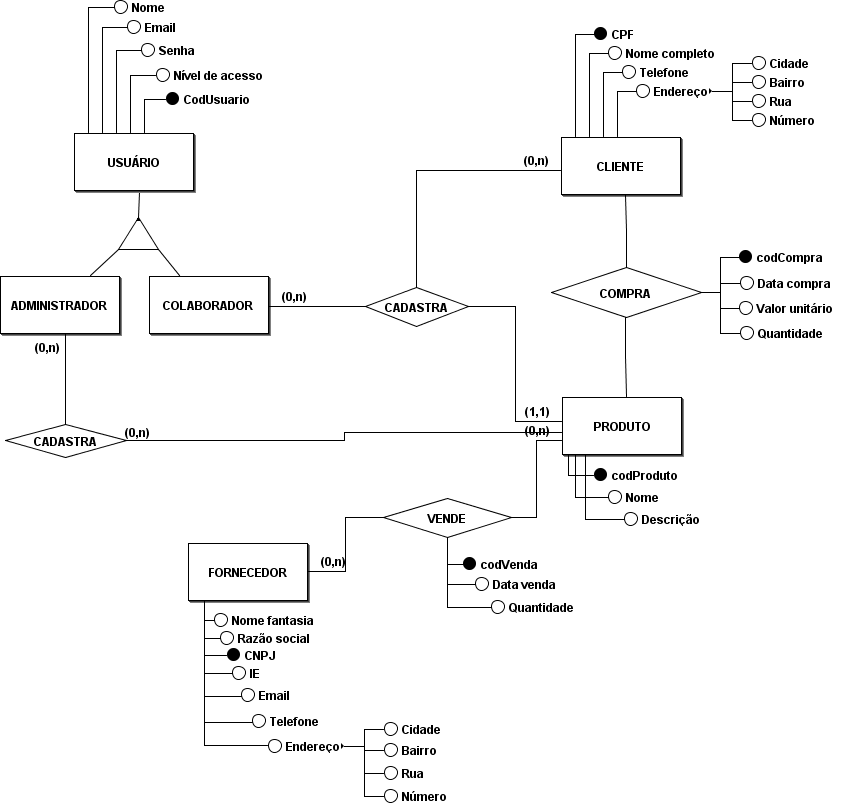 Nome
Email
Senha
Nível de acesso
CodUsuario
USUÁRIO
CPF
Nome completo
Telefone
Endereço
Cidade
Bairro
Rua
Número
CLIENTE
(0,n)
ADMINISTRADOR
COLABORADOR
(0,n)
CADASTRA
COMPRA
codCompra
Data compra
Valor unitário
Quantidade
(0,n)
CADASTRA
(0,n)
(1,1)
(0,n)
PRODUTO
codProduto
Nome
Descrição
VENDE
codVenda
Data venda
Quantidade
(0,n)
FORNECEDOR
Nome fantasia
Razão social
CNPJ
IE
Email
Telefone
Endereço
Cidade
Bairro
Rua
Número